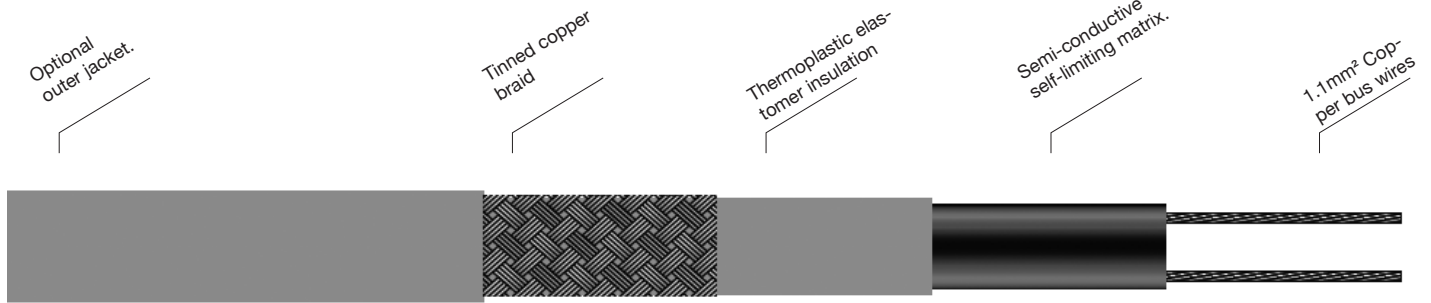 Optional
outer jacket.
Tinned copper
braid
Thermoplastic elas-
tomer insulation
Semi-conductive
self-limiting matrix.
1.1mm² Cop-
per bus wires